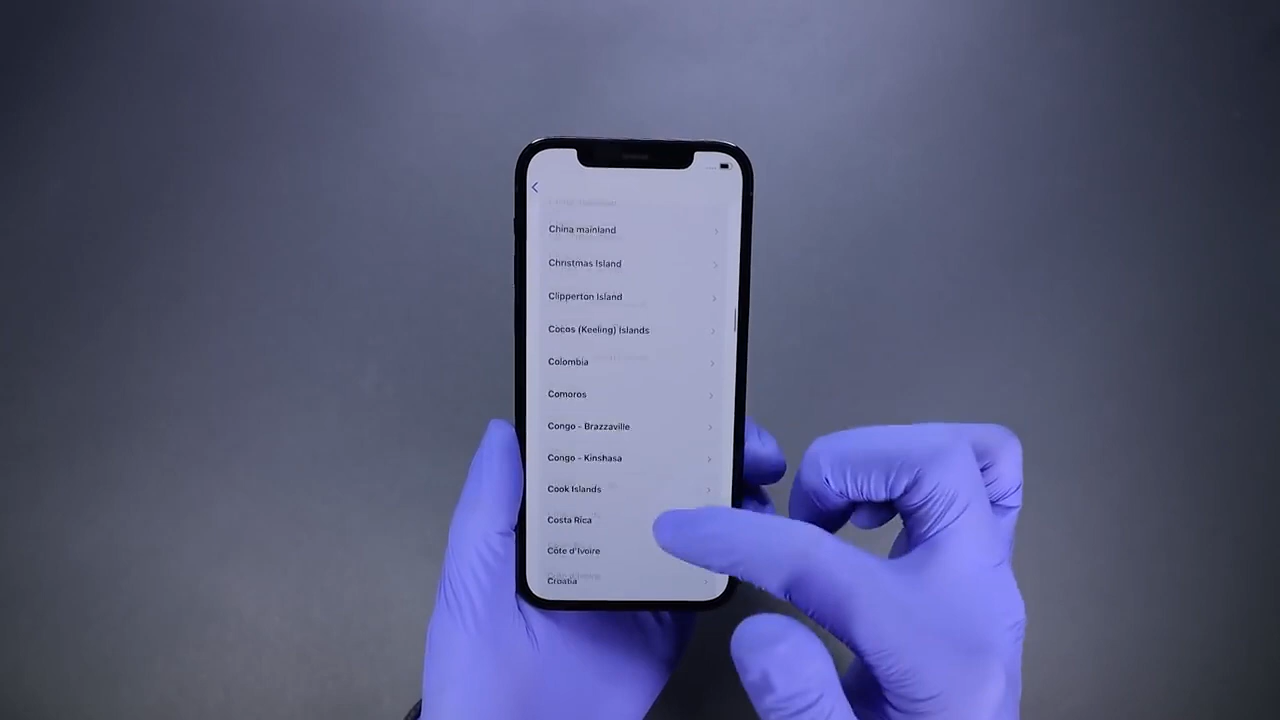 China mainland
Christmas Island
Clipperton Island
Cocos (Keeling) Islands
Colombia
Comoros
Congo - Brazzaville
Congo - Kinshasa
Cook Islands
Costa Rica
Côte d'Ivoire
Croatia